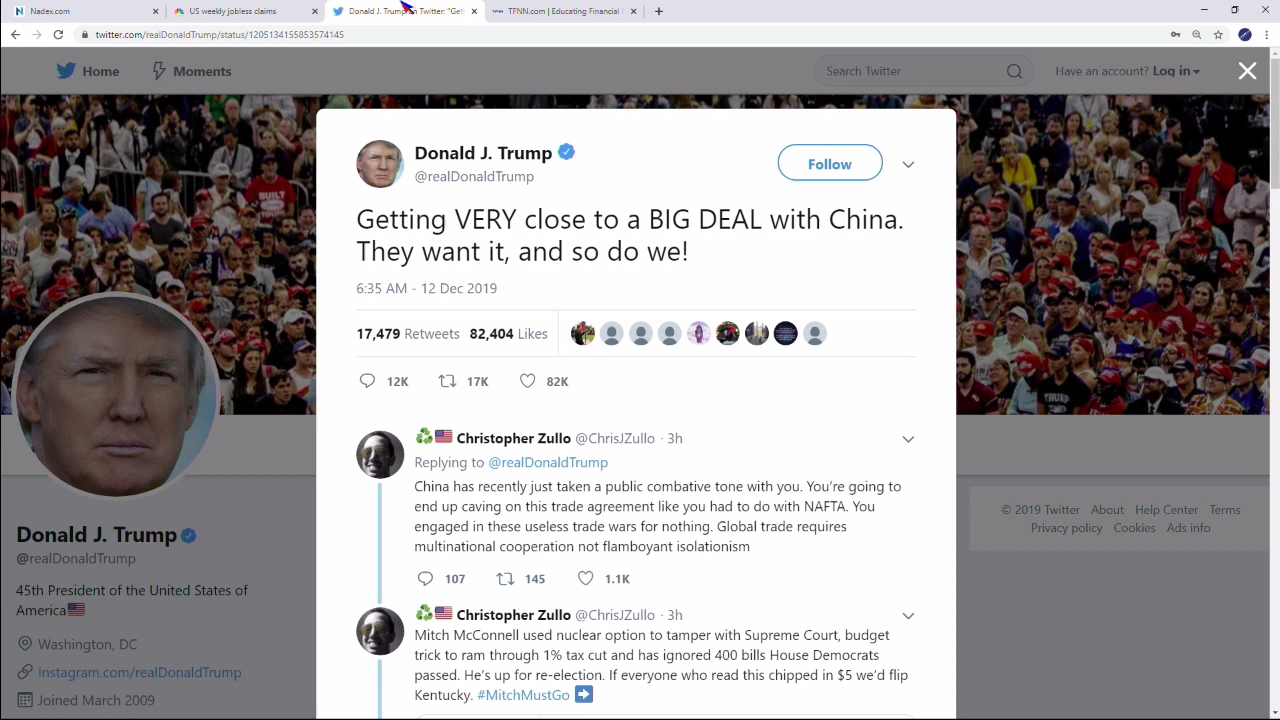 Nadex.com
US weekly jobless claims
Donald J. Trump on Twitter: "Get
TFNN.com | Educating Financial I
twitter.com/realDonaldTrump/status/1205134155853574145
Home
Moments
Search Twitter
Have an account? Log in
Donald J. Trump
@realDonaldTrump
Follow
Getting VERY close to a BIG DEAL with China.
They want it, and so do we!
6:35 AM - 12 Dec 2019
17,479 Retweets 82,404 Likes
12K 17K 82K
Christopher Zullo @ChrisJZullo · 3h
Replying to @realDonaldTrump
China has recently just taken a public combative tone with you. You're going to
end up caving on this trade agreement like you had to do with NAFTA. You
engaged in these useless trade wars for nothing. Global trade requires
multinational cooperation not flamboyant isolationism
107 145 1.1K
Christopher Zullo @ChrisJZullo · 3h
Mitch McConnell used nuclear option to tamper with Supreme Court, budget
trick to ram through 1% tax cut and has ignored 400 bills House Democrats
passed. He's up for re-election. If everyone who read this chipped in $5 we'd flip
Kentucky. #MitchMustGo
Donald J. Trump
@realDonaldTrump
45th President of the United States of
America
Washington, DC
Instagram.com/realDonaldTrump
Joined March 2009
© 2019 Twitter About Help Center Terms
Privacy policy Cookies Ads info